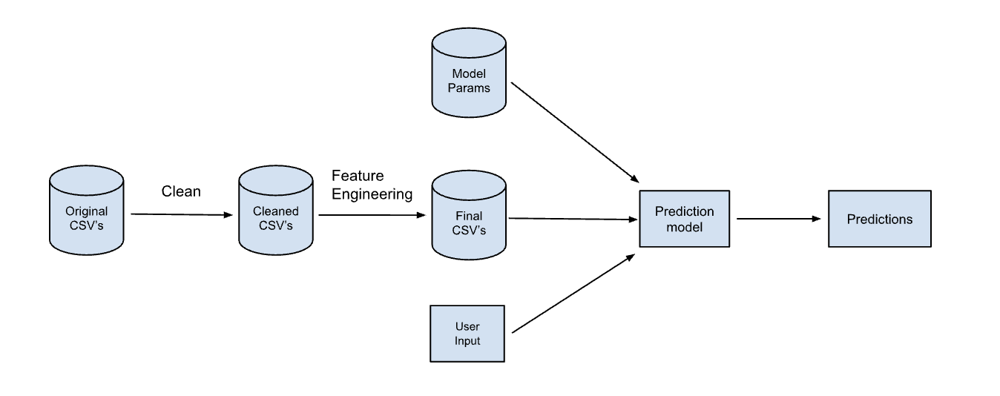 Model
Params
Clean
Feature
Engineering
Original
CSV’s
Cleaned
CSV’s
Final
CSV’s
Prediction
model
Predictions
User
Input